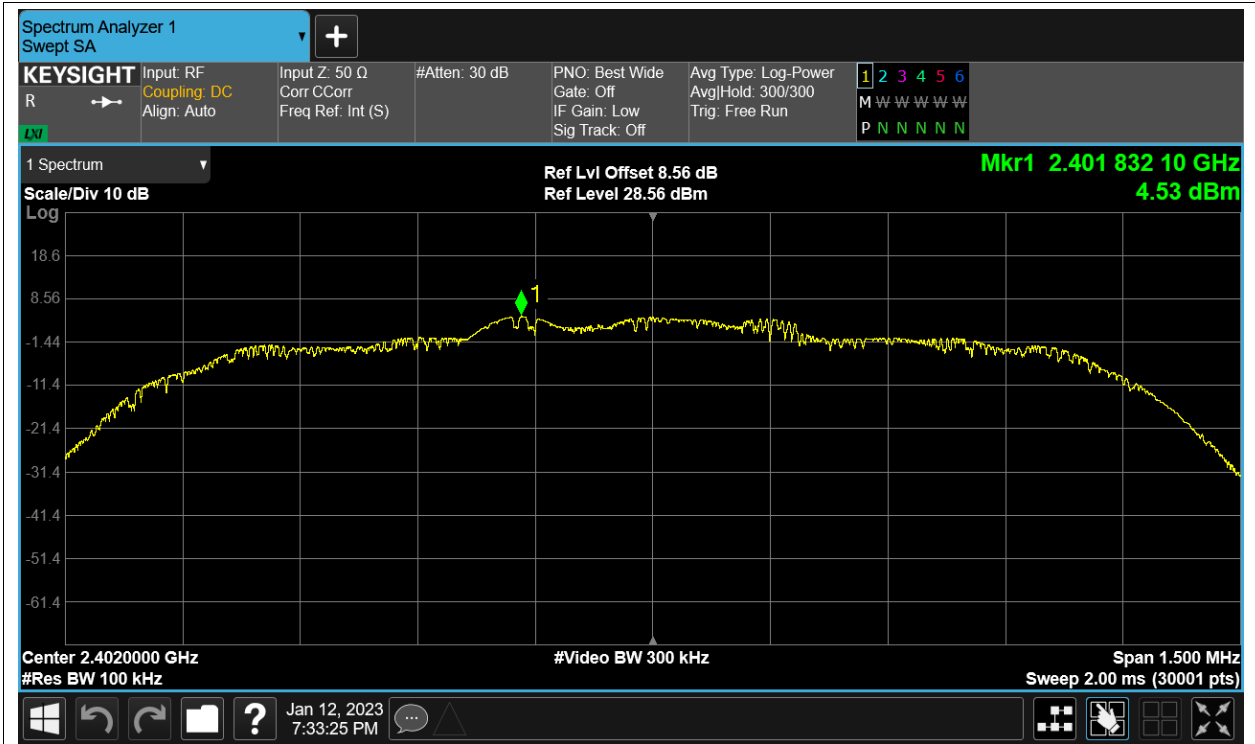 Spectrum Analyzer 1
Swept SA
KEYSIGHT
R
LXI
Input: RF
Coupling: DC
Align: Auto
Input Z: 50 Ω
Corr CCorr
Freq Ref: Int (S)
#Atten: 30 dB
PNO: Best Wide
Gate: Off
IF Gain: Low
Sig Track: Off
Avg Type: Log-Power
Avg|Hold: 300/300
Trig: Free Run
1 2 3 4 5 6
M W W W W W
P N N N N N
1 Spectrum
Scale/Div 10 dB
Log
Ref Lvl Offset 8.56 dB
Ref Level 28.56 dBm
Mkr1 2.401 832 10 GHz
4.53 dBm
18.6
8.56
-1.44
-11.4
-21.4
-31.4
-41.4
-51.4
-61.4
1
Center 2.4020000 GHz
#Res BW 100 kHz
#Video BW 300 kHz
Span 1.500 MHz
Sweep 2.00 ms (30001 pts)
?
Jan 12, 2023
7:33:25 PM